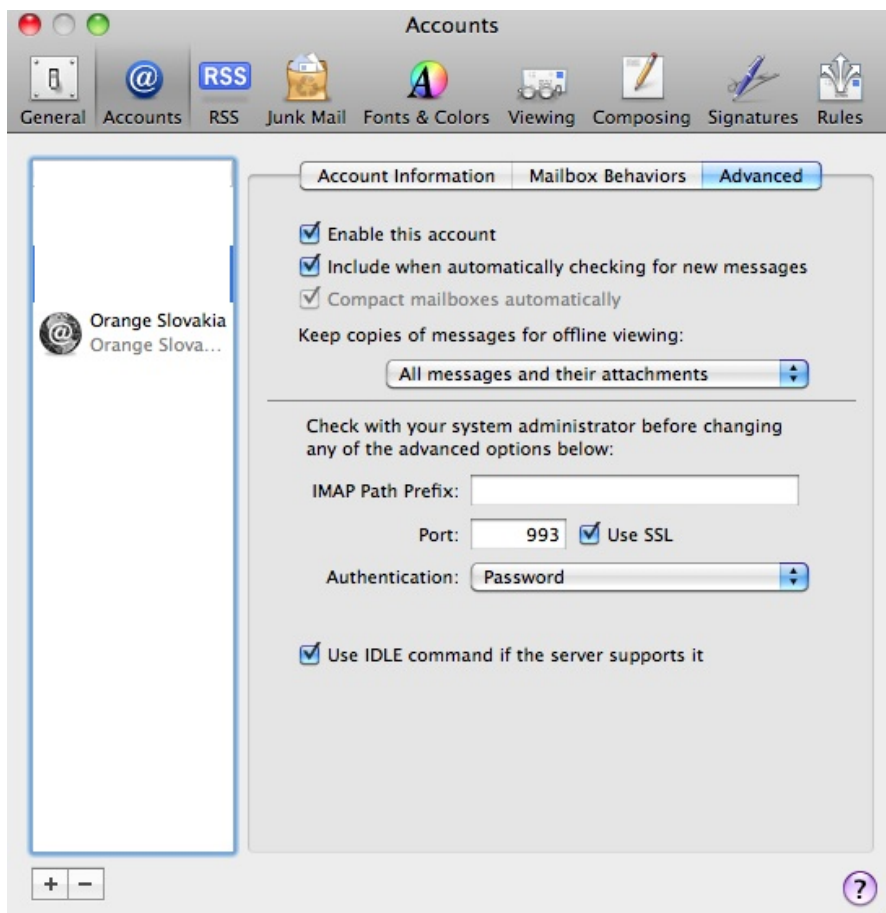 Accounts
General Accounts RSS Junk Mail Fonts & Colors Viewing Composing Signatures Rules
RSS
Account Information Mailbox Behaviors Advanced
Enable this account
Include when automatically checking for new messages
Compact mailboxes automatically
Orange Slovakia
Orange Slova...
Keep copies of messages for offline viewing:
All messages and their attachments
Check with your system administrator before changing
any of the advanced options below:
IMAP Path Prefix:
Port: 993 Use SSL
Authentication: Password
Use IDLE command if the server supports it
+ −
?